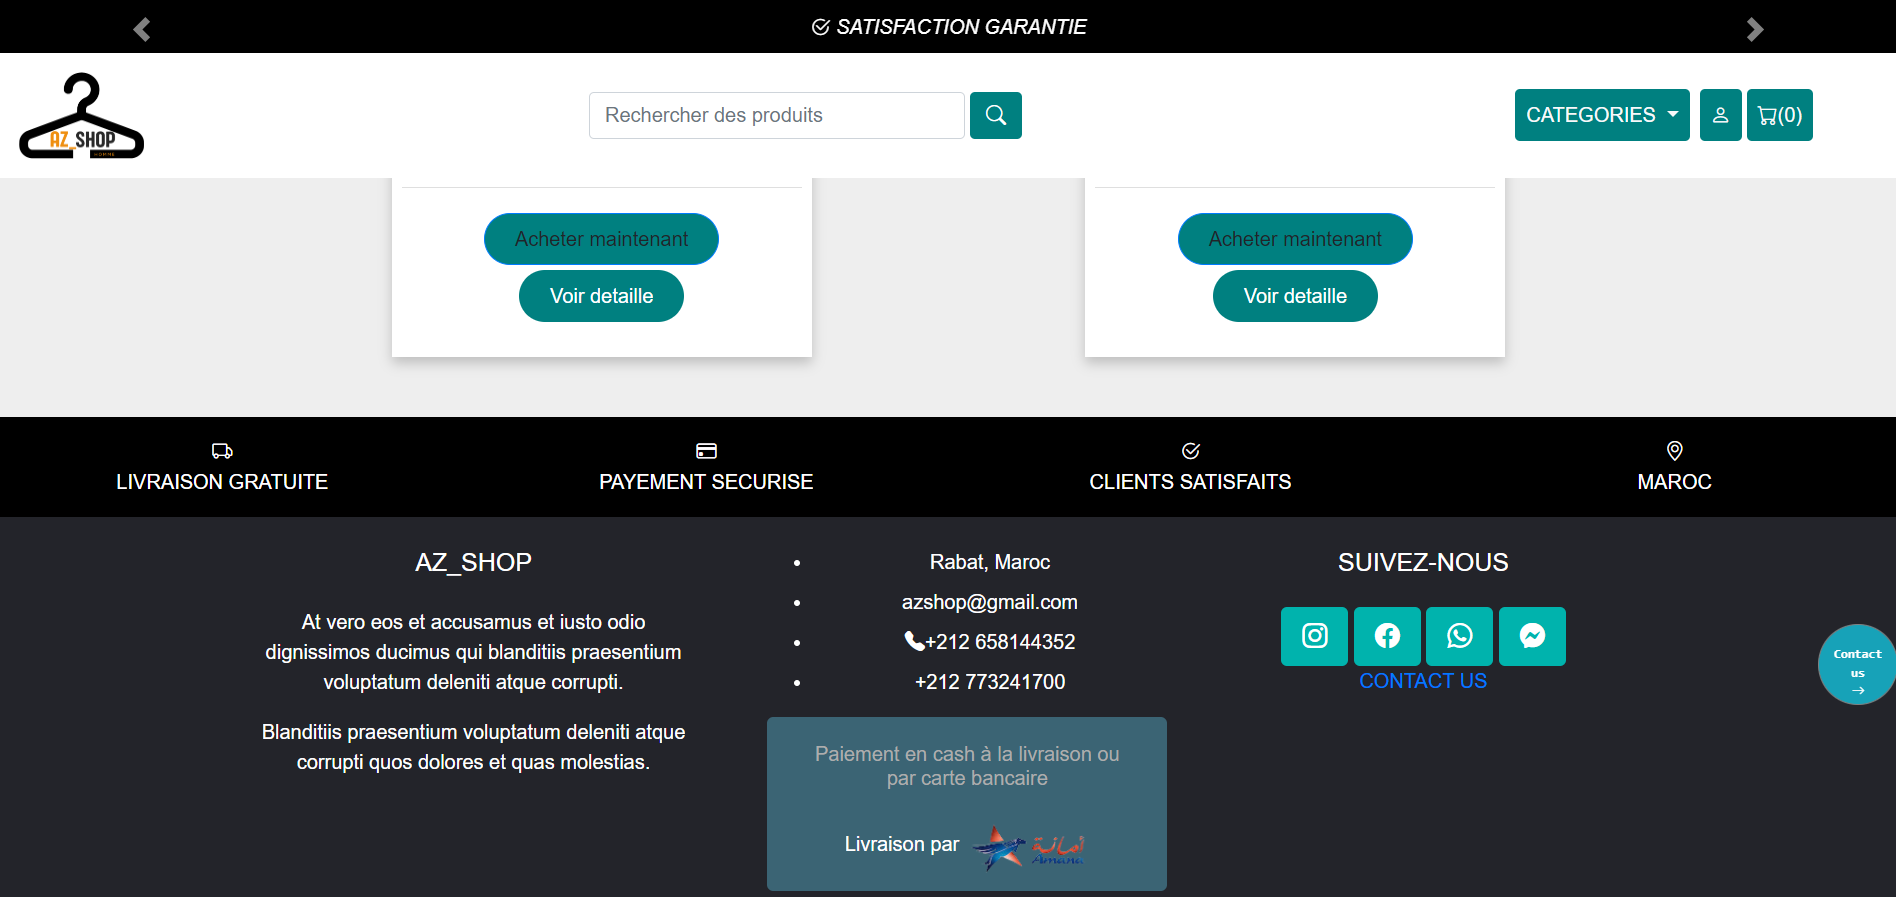 SATISFACTION GARANTIE
AZ_SHOP
HOMME
Rechercher des produits
CATEGORIES
(0)
Acheter maintenant
Acheter maintenant
Voir detaille
Voir detaille
LIVRAISON GRATUITE
PAYEMENT SECURISE
CLIENTS SATISFAITS
MAROC
AZ_SHOP
At vero eos et accusamus et iusto odio
dignissimos ducimus qui blanditiis praesentium
voluptatum deleniti atque corrupti.
Blanditiis praesentium voluptatum deleniti atque
corrupti quos dolores et quas molestias.
Rabat, Maroc
azshop@gmail.com
+212 658144352
+212 773241700
Paiement en cash à la livraison ou
par carte bancaire
Livraison par
أمانة
Amana
SUIVEZ-NOUS
CONTACT US
Contact
us
→